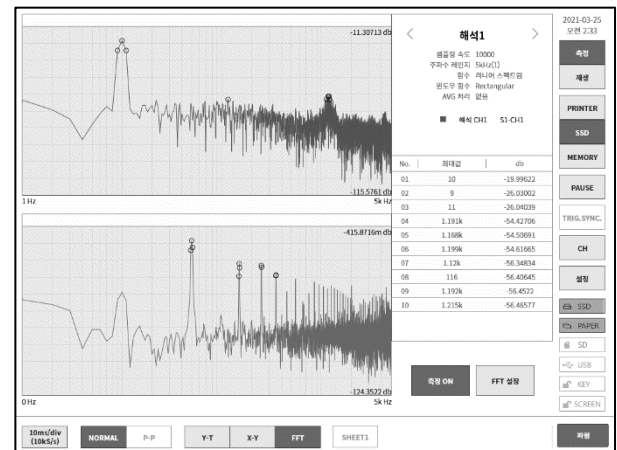 -11.30713 db
-115.5761 db
1 Hz
5k Hz
-415.8716m db
-124.3522 db
0 Hz
5k Hz
해석1
샘플링 속도 10000
주파수 레인지 5kHz(1)
함수 리니어 스펙트럼
윈도우 함수 Rectangular
AVG 처리 없음
해석 CH1 S1-CH1
No. 최대값 db
01 10 -19.99622
02 9 -26.03002
03 11 -26.04039
04 1.191k -54.42706
05 1.168k -54.50691
06 1.199k -54.61665
07 1.12k -56.34834
08 116 -56.40645
09 1.192k -56.4522
10 1.215k -56.46577
측정 ON
FFT 설정
2021-03-25
오전 2:33
측정
재생
PRINTER
SSD
MEMORY
PAUSE
TRIG.SYNC.
CH
설정
SSD
PAPER
SD
USB
KEY
SCREEN
10ms/div
(10kS/s)
NORMAL
P-P
Y-T
X-Y
FFT
SHEET1
파형